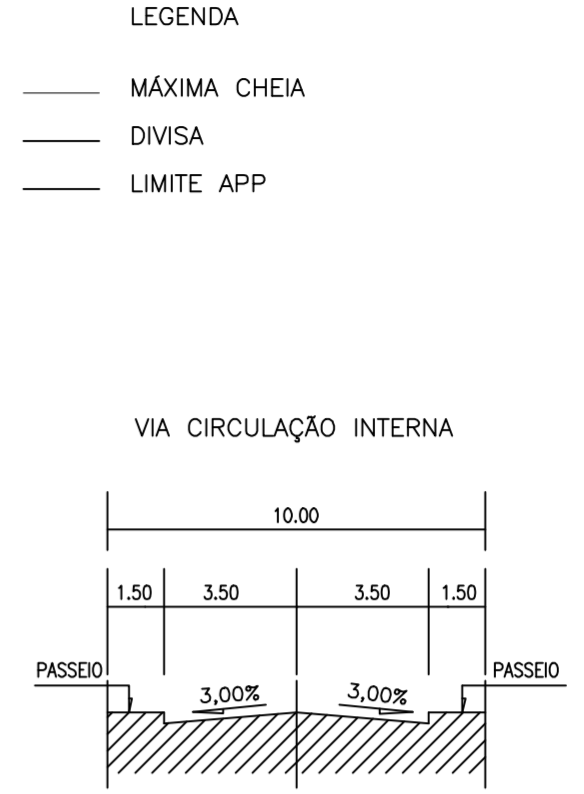 LEGENDA
MÁXIMA CHEIA
DIVISA
LIMITE APP
VIA CIRCULAÇÃO INTERNA
10.00
1.50 3.50 3.50 1.50
PASSEIO PASSEIO
3,00% 3,00%